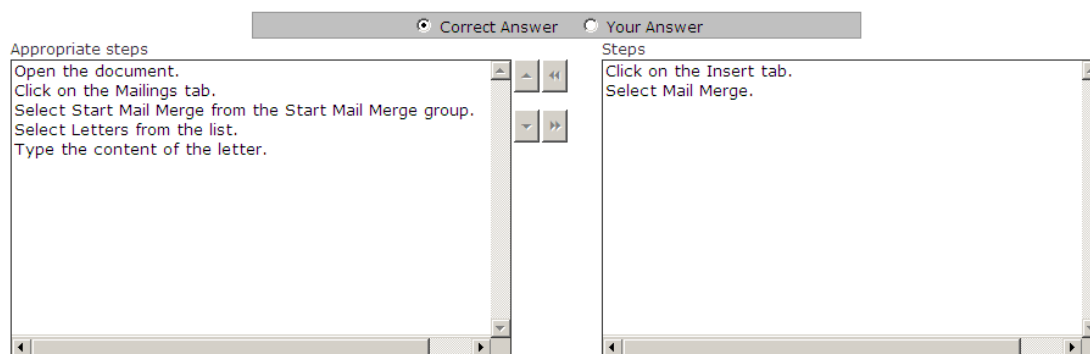 Correct Answer Your Answer
Appropriate steps
Open the document.
Click on the Mailings tab.
Select Start Mail Merge from the Start Mail Merge group.
Select Letters from the list.
Type the content of the letter.
Steps
Click on the Insert tab.
Select Mail Merge.